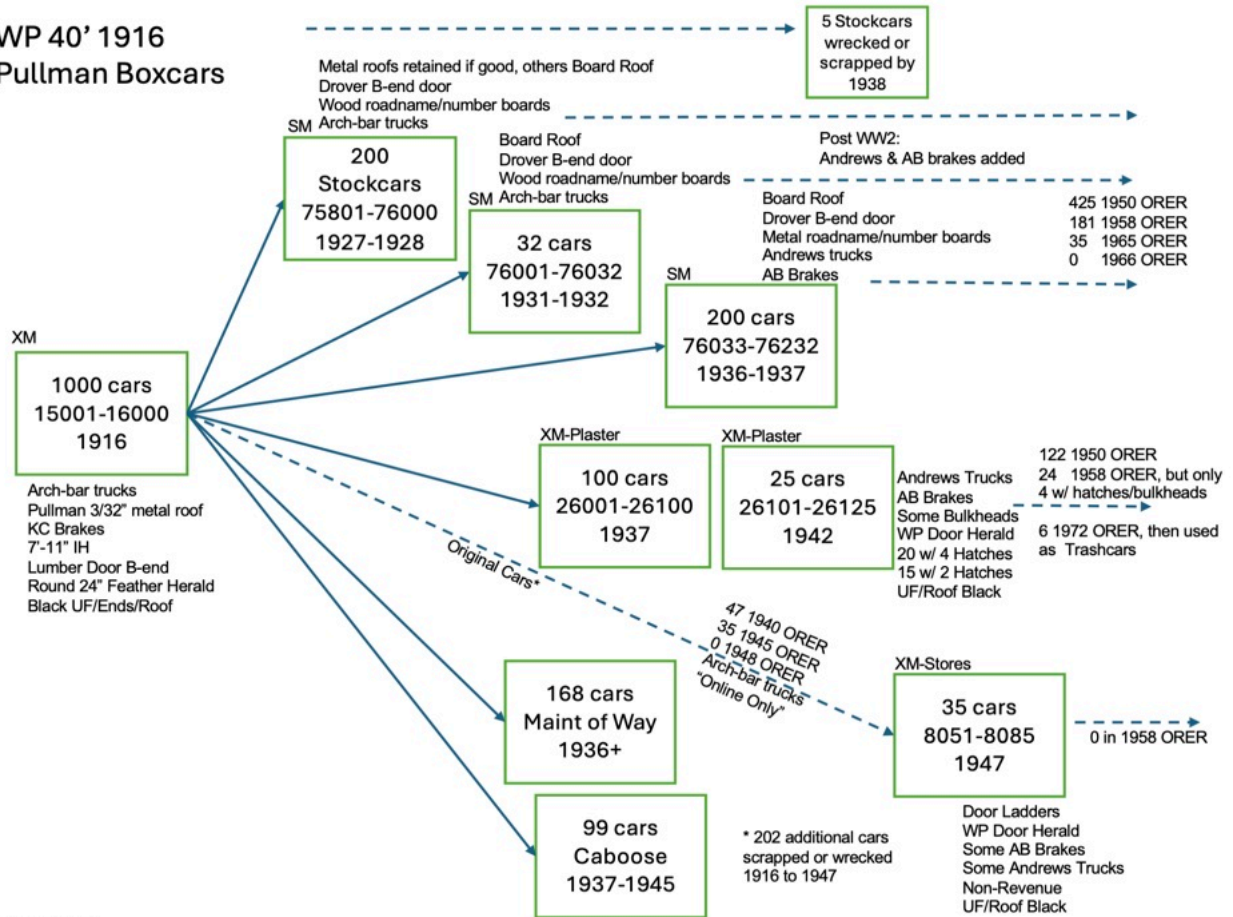 WP 40’ 1916
Pullman Boxcars
5 Stockcars
wrecked or
scrapped by
1938
Metal roofs retained if good, others Board Roof
Drover B-end door
Wood roadname/number boards
Arch-bar trucks
SM
200
Stockcars
75801-76000
1927-1928
Board Roof
Drover B-end door
Wood roadname/number boards
Arch-bar trucks
SM
32 cars
76001-76032
1931-1932
Post WW2:
Andrews & AB brakes added
Board Roof
Drover B-end door
Metal roadname/number boards
Andrews trucks
AB Brakes
SM
200 cars
76033-76232
1936-1937
425 1950 ORER
181 1958 ORER
35 1965 ORER
0 1966 ORER
XM
1000 cars
15001-16000
1916
Arch-bar trucks
Pullman 3/32” metal roof
KC Brakes
7’-11” IH
Lumber Door B-end
Round 24” Feather Herald
Black UF/Ends/Roof
XM-Plaster
100 cars
26001-26100
1937
XM-Plaster
25 cars
26101-26125
1942
Andrews Trucks
AB Brakes
Some Bulkheads
WP Door Herald
20 w/ 4 Hatches
15 w/ 2 Hatches
UF/Roof Black
122 1950 ORER
24 1958 ORER, but only
4 w/ hatches/bulkheads
6 1972 ORER, then used
as Trashcars
Original Cars*
47 1940 ORER
35 1945 ORER
0 1948 ORER
Arch-bar trucks
“Online Only”
XM-Stores
35 cars
8051-8085
1947
0 in 1958 ORER
Door Ladders
WP Door Herald
Some AB Brakes
Some Andrews Trucks
Non-Revenue
UF/Roof Black
168 cars
Maint of Way
1936+
99 cars
Caboose
1937-1945
* 202 additional cars
scrapped or wrecked
1916 to 1947